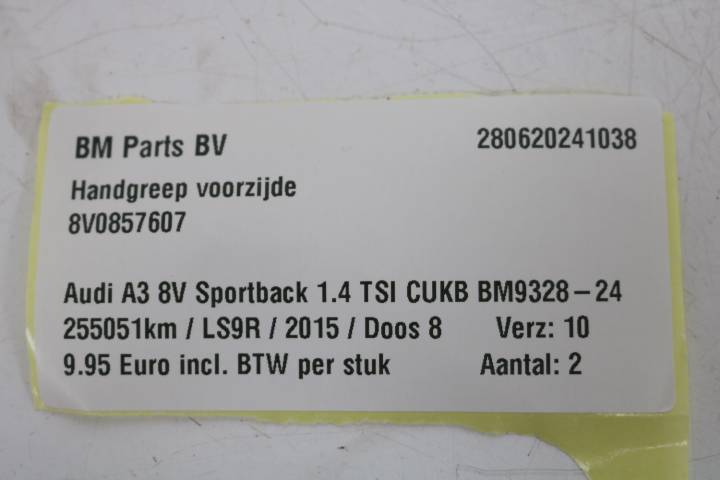 BM Parts BV 280620241038
Handgreep voorzijde
8V0857607
Audi A3 8V Sportback 1.4 TSI CUKB BM9328-24
255051km / LS9R / 2015 / Doos 8 Verz: 10
9.95 Euro incl. BTW per stuk Aantal: 2